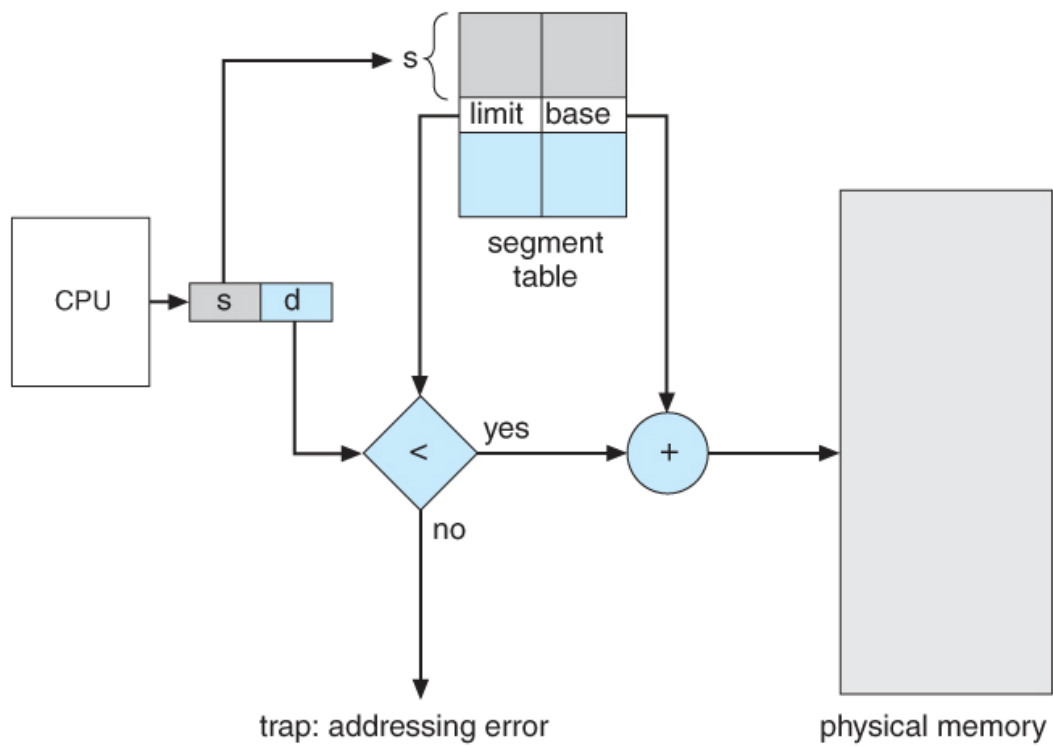 s
limit base
segment
table
CPU
s d
<
yes
+
no
trap: addressing error
physical memory